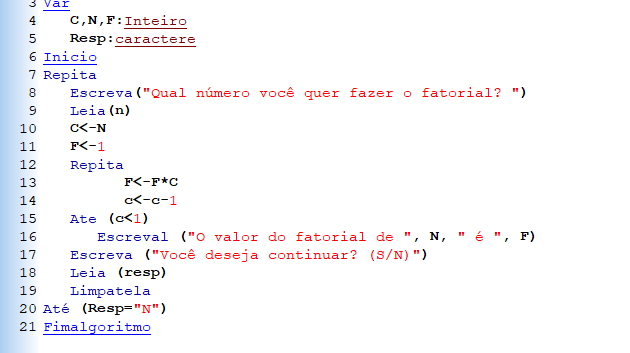 3 Var
4 C,N,F:Inteiro
5 Resp:caractere
6 Inicio
7 Repita
8 Escreva("Qual número você quer fazer o fatorial? ")
9 Leia(n)
10 C<-N
11 F<-1
12 Repita
13 F<-F*C
14 c<-c-1
15 Ate (c<1)
16 Escreval ("O valor do fatorial de ", N, " é ", F)
17 Escreva ("Você deseja continuar? (S/N)")
18 Leia (resp)
19 Limpatela
20 Até (Resp="N")
21 Fimalgoritmo